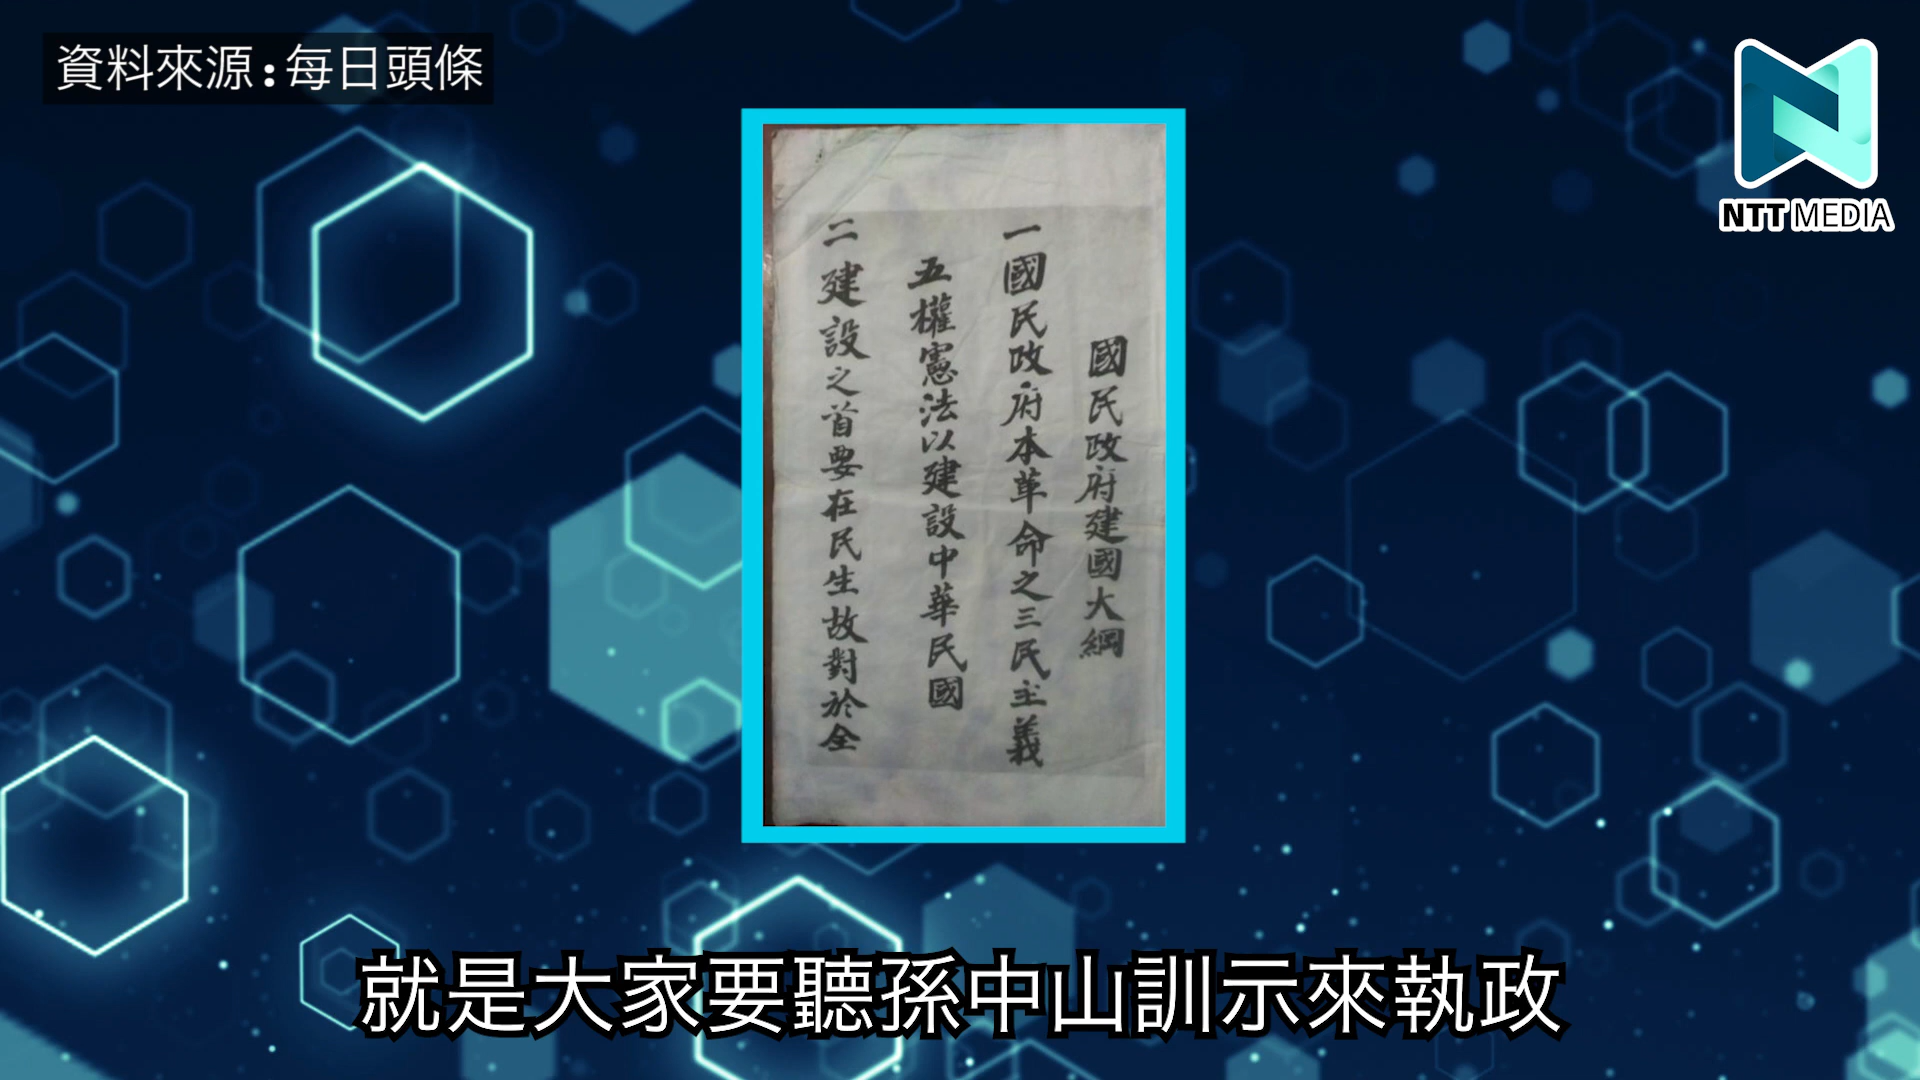 資料來源:每日頭條
NTT MEDIA
國民政府建國大綱
一國民政府本革命之三民主義
五權憲法以建設中華民國
二建設之首要在民生故對於全
就是大家要聽孫中山訓示來執政